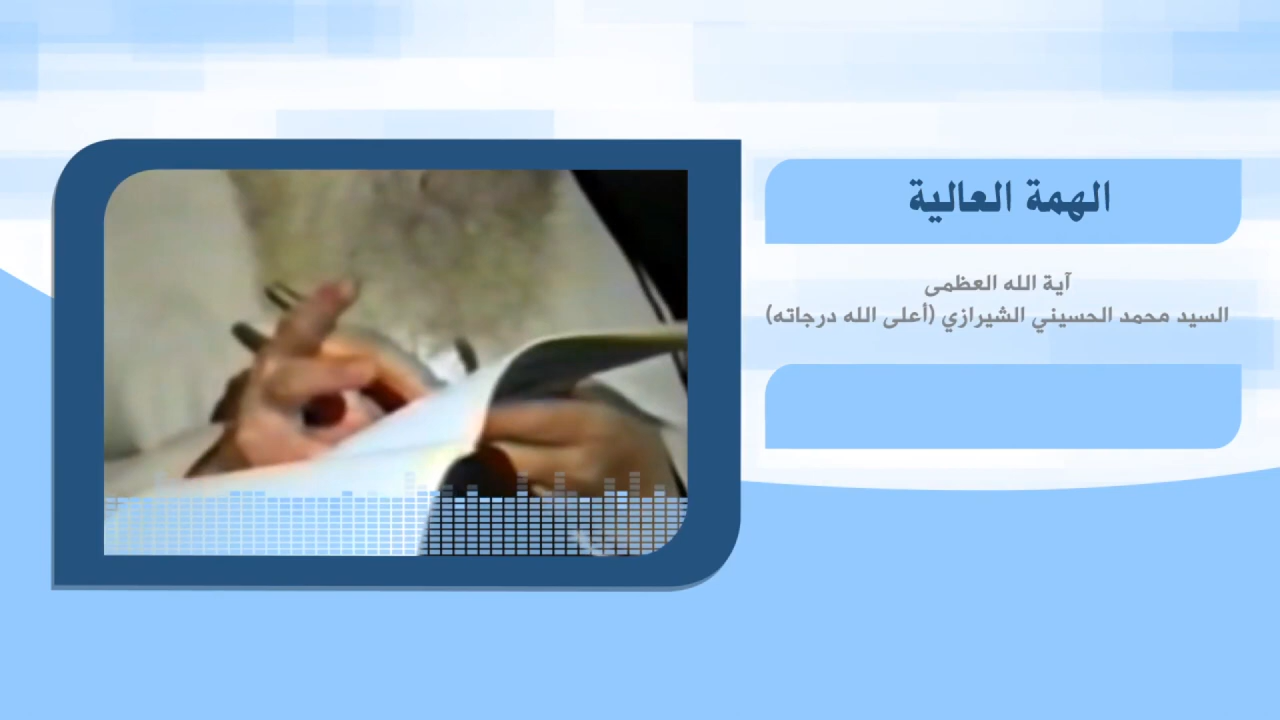 الهمة العالية
آية الله العظمى
السيد محمد الحسيني الشيرازي (أعلى الله درجاته)